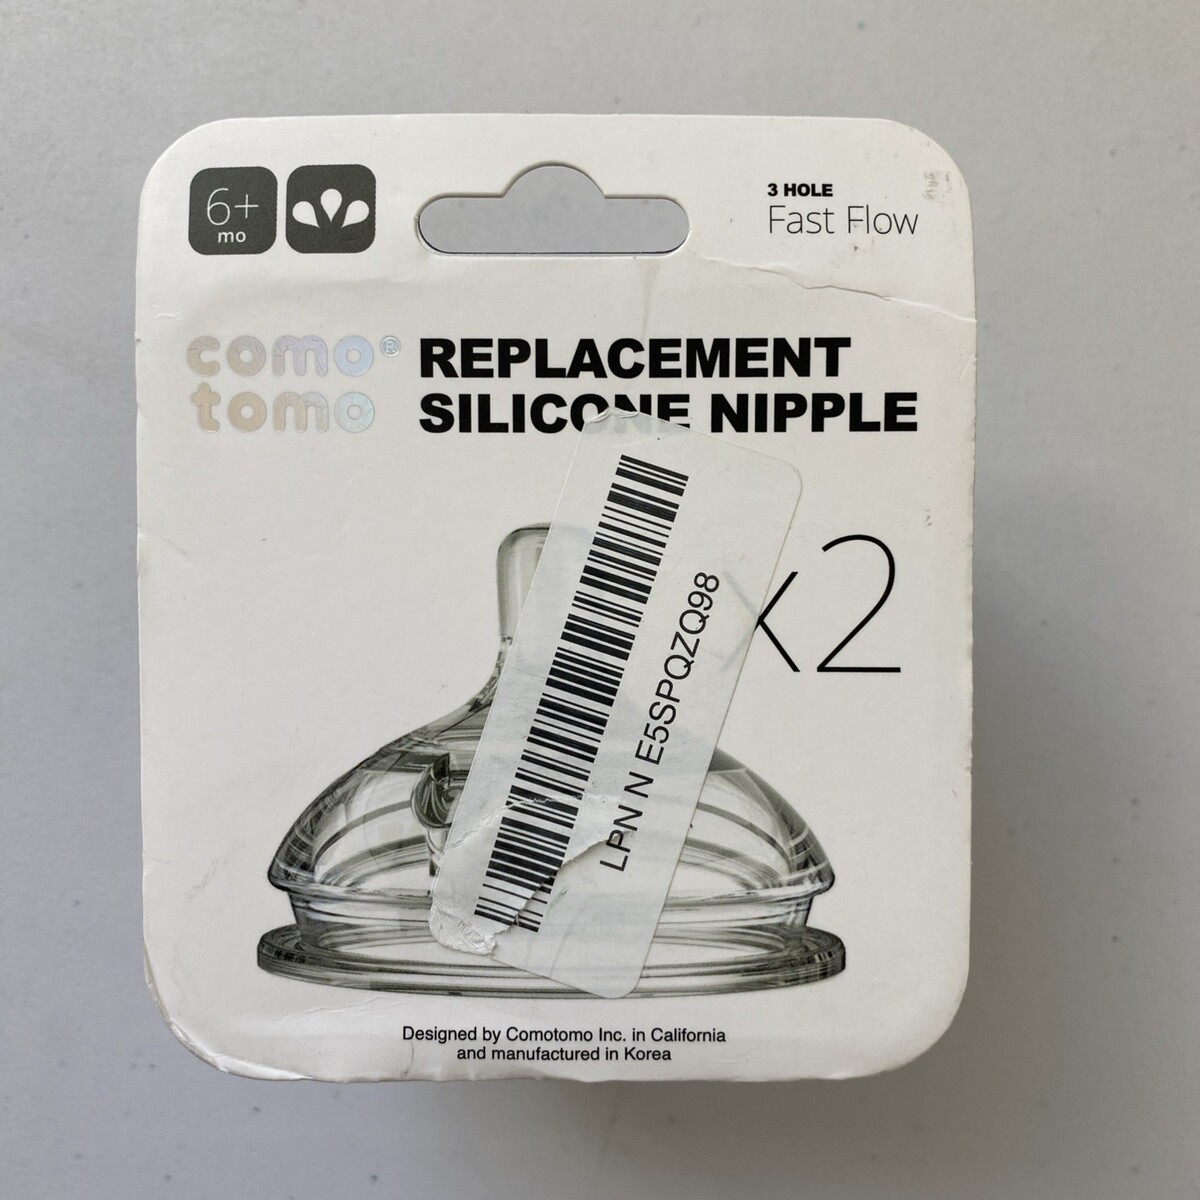 6+
mo
3 HOLE
Fast Flow
como®
tomo
REPLACEMENT
SILICONE NIPPLE
x2
LPN N E5SPQZQ98
Designed by Comotomo Inc. in California
and manufactured in Korea